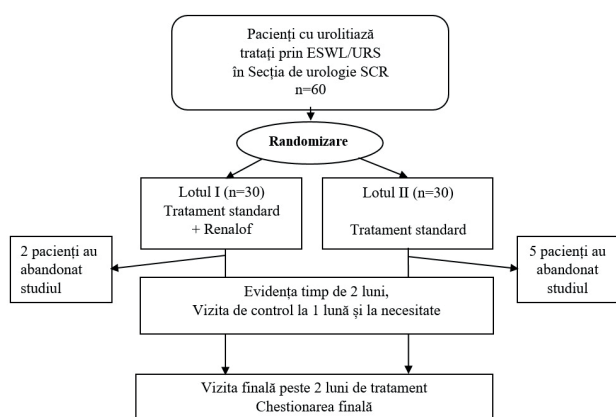 Pacienți cu urolitiază
tratați prin ESWL/URS
în Secția de urologie SCR
n=60
Randomizare
Lotul I (n=30)
Tratament standard
+ Renalof
Lotul II (n=30)
Tratament standard
2 pacienți au
abandonat
studiul
5 pacienți au
abandonat
studiul
Evidența timp de 2 luni,
Vizita de control la 1 lună și la necesitate
Vizita finală peste 2 luni de tratament
Chestionarea finală